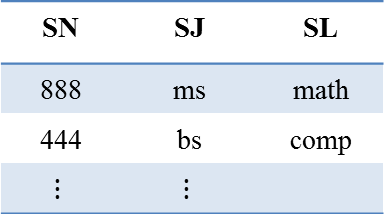 SN SJ SL
888 ms math
444 bs comp
⋮ ⋮